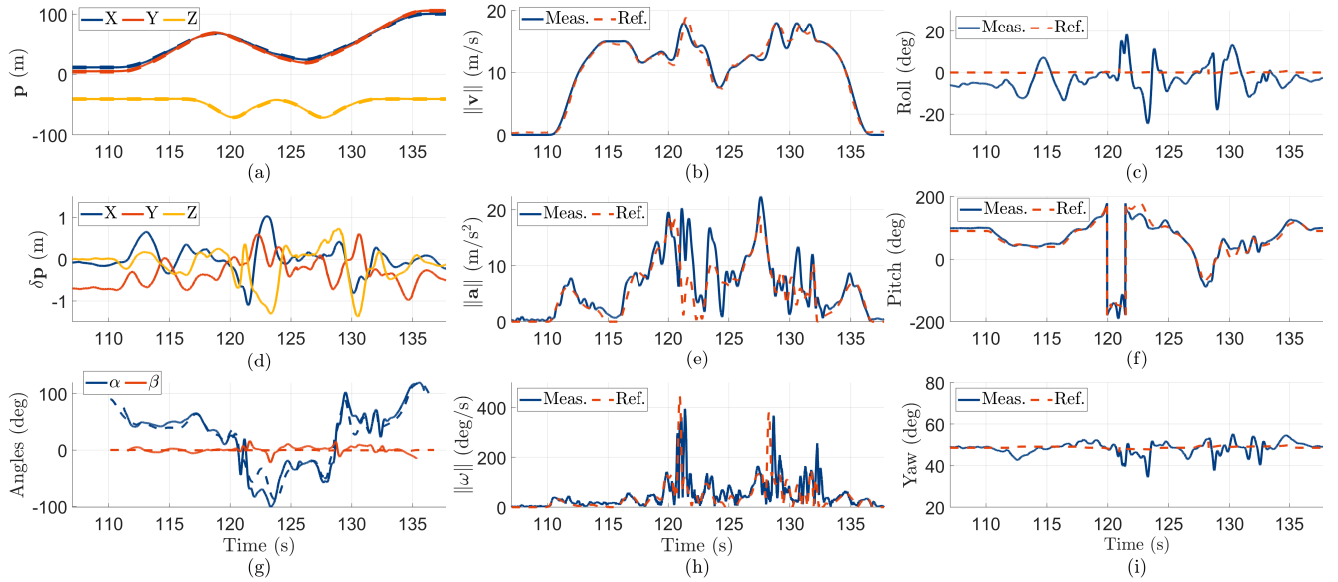 X Y Z
p (m)
100
0
-100
110 115 120 125 130 135
(a)
Meas. Ref.
||v|| (m/s)
20
10
0
110 115 120 125 130 135
(b)
Meas. Ref.
Roll (deg)
20
0
-20
110 115 120 125 130 135
(c)
X Y Z
δp (m)
1
0
-1
110 115 120 125 130 135
(d)
Meas. Ref.
||a|| (m/s²)
20
10
0
110 115 120 125 130 135
(e)
Meas. Ref.
Pitch (deg)
200
0
-200
110 115 120 125 130 135
(f)
α β
Angles (deg)
100
0
-100
110 115 120 125 130 135
Time (s)
(g)
Meas. Ref.
||ω|| (deg/s)
400
200
0
110 115 120 125 130 135
Time (s)
(h)
Meas. Ref.
Yaw (deg)
80
60
40
20
110 115 120 125 130 135
Time (s)
(i)